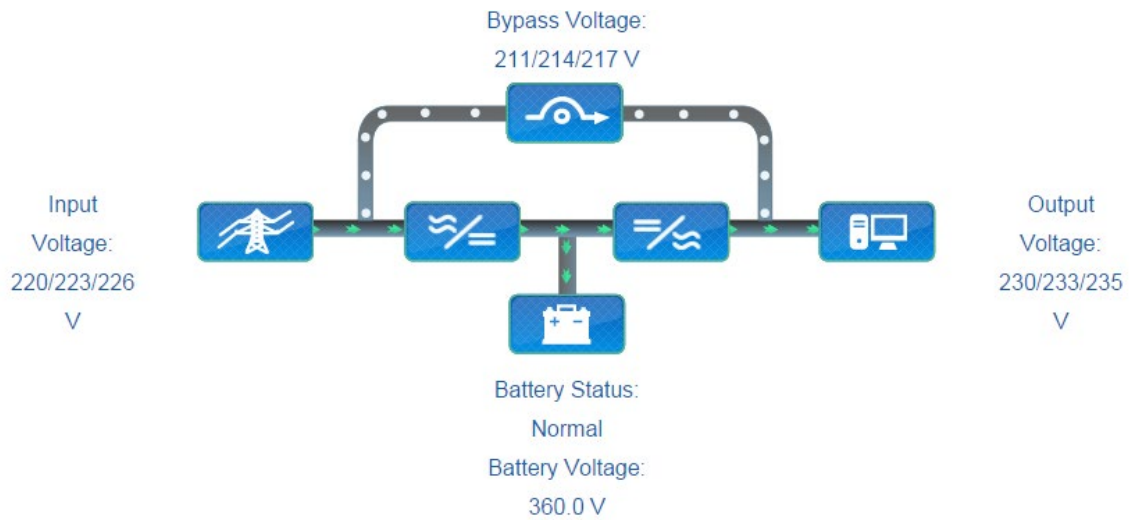 Bypass Voltage:
211/214/217 V
Input
Voltage:
220/223/226
V
Output
Voltage:
230/233/235
V
Battery Status:
Normal
Battery Voltage:
360.0 V